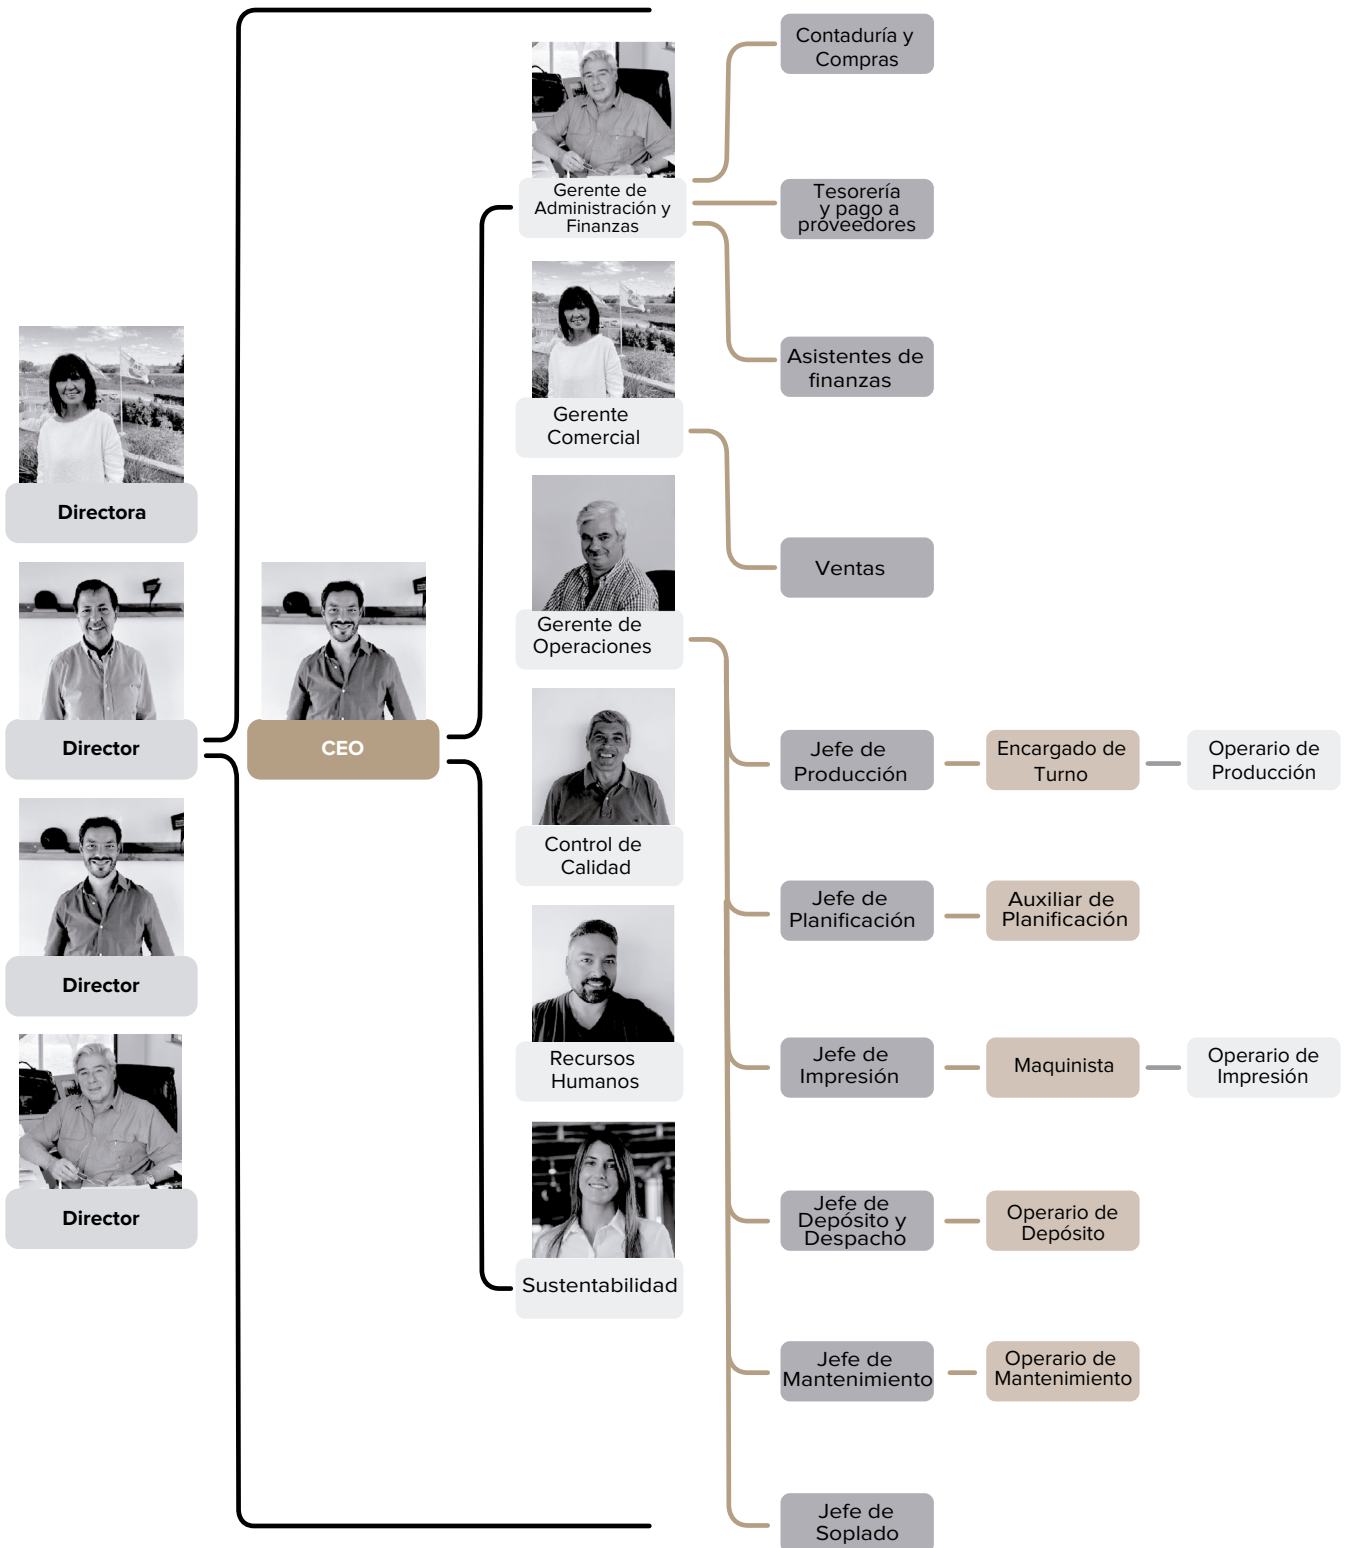 Directora
Director
Director
Director
CEO
Gerente de
Administración y
Finanzas
Gerente
Comercial
Gerente de
Operaciones
Control de
Calidad
Recursos
Humanos
Sustentabilidad
Contaduría y
Compras
Tesorería
y pago a
proveedores
Asistentes de
finanzas
Ventas
Jefe de
Producción
Encargado de
Turno
Operario de
Producción
Jefe de
Planificación
Auxiliar de
Planificación
Jefe de
Impresión
Maquinista
Operario de
Impresión
Jefe de
Depósito y
Despacho
Operario de
Depósito
Jefe de
Mantenimiento
Operario de
Mantenimiento
Jefe de
Soplado